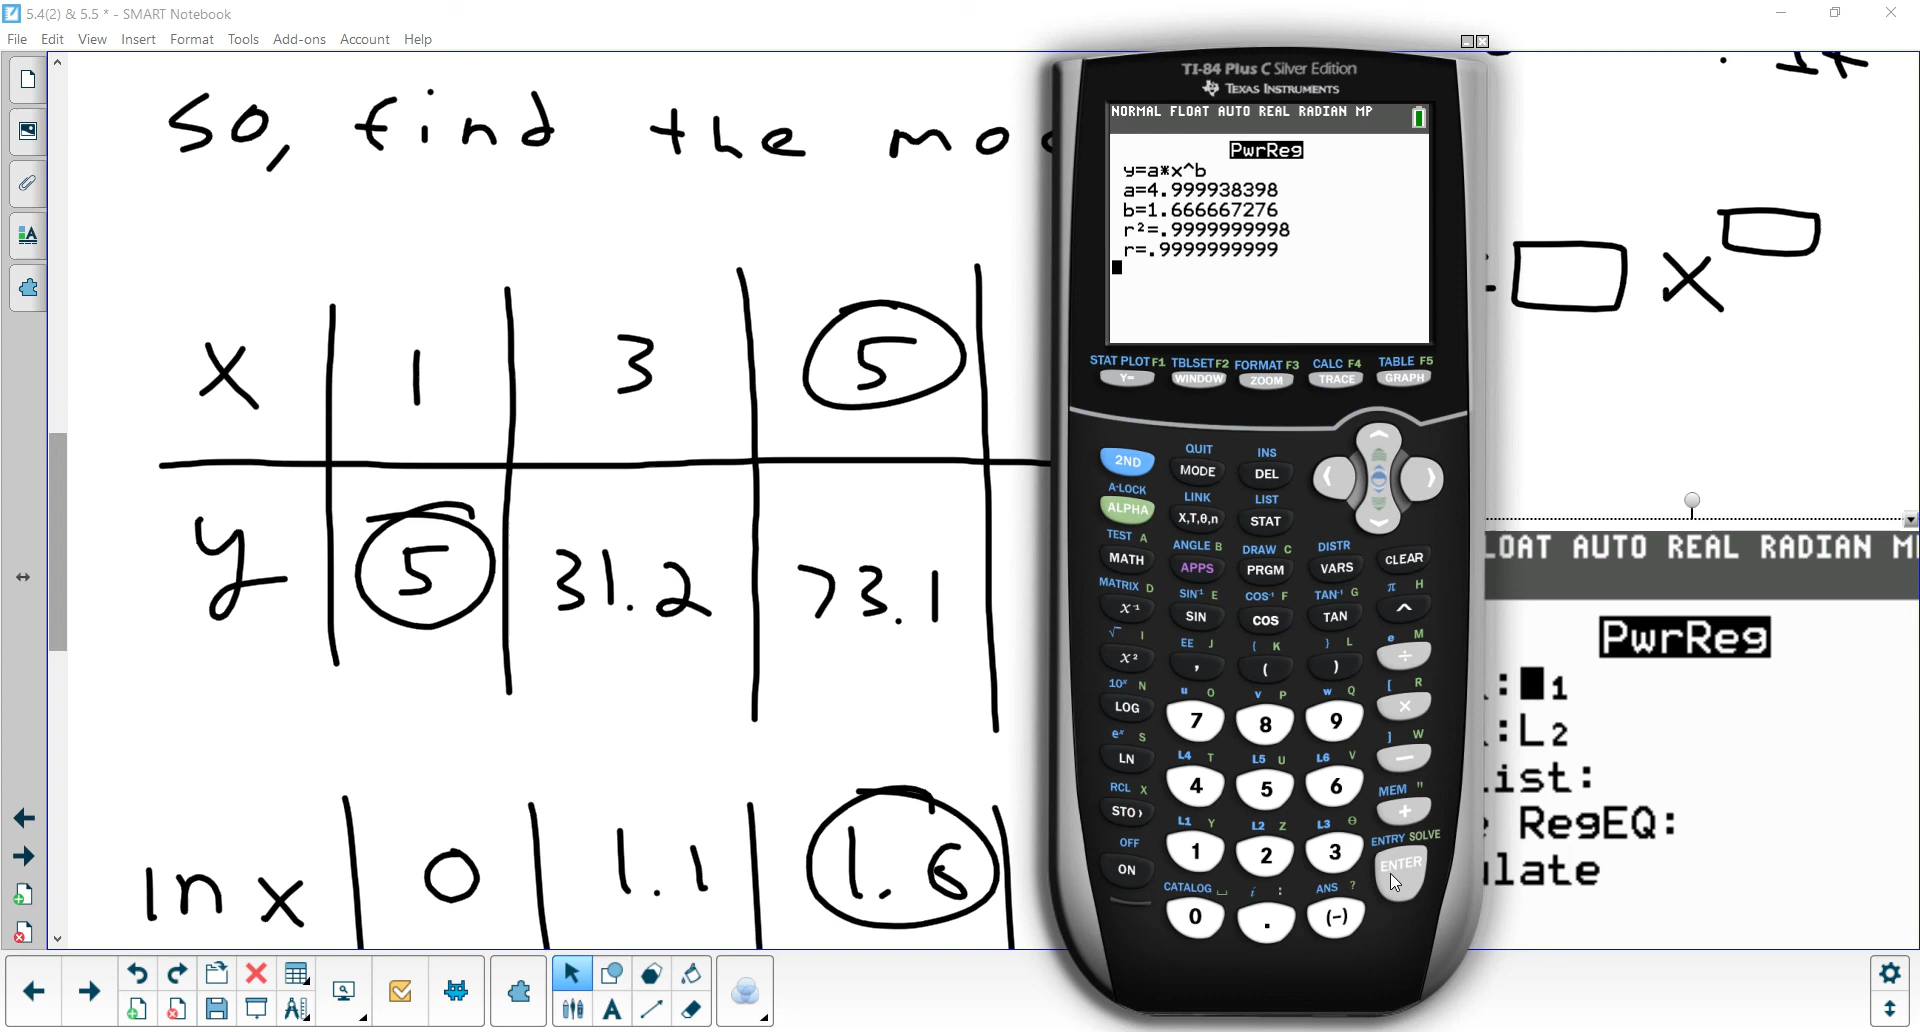 5.4(2) & 5.5 * - SMART Notebook
File Edit View Insert Format Tools Add-ons Account Help
So, find the mo
x 1 3 5
y 5 31.2 73.1
ln x 0 1.1 1.6
x
TI-84 Plus C Silver Edition
TEXAS INSTRUMENTS
NORMAL FLOAT AUTO REAL RADIAN MP
PwrReg
y=a*x^b
a=4.999938398
b=1.666667276
r²=.9999999998
r=.9999999999
STAT PLOT F1 TBLSET F2 FORMAT F3 CALC F4 TABLE F5
Y= WINDOW ZOOM TRACE GRAPH
QUIT INS
2ND MODE DEL
A-LOCK LINK LIST
ALPHA X,T,θ,n STAT
TEST A ANGLE B DRAW C DISTR
MATH APPS PRGM VARS CLEAR
MATRIX D SIN⁻¹ E COS⁻¹ F TAN⁻¹ G π H
X⁻¹ SIN COS TAN ^
√ I EE J { K } L e M
X² , ( ) ÷
10ˣ N u O v P w Q [ R
LOG 7 8 9 ×
eˣ S L4 T L5 U L6 V ] W
LN 4 5 6 −
RCL X L1 Y L2 Z L3 θ MEM "
STO› 1 2 3 +
OFF CATALOG ⎵ i : ANS ? ENTRY SOLVE
ON 0 . (-) ENTER
LOAT AUTO REAL RADIAN M
PwrReg
:█1
:L2
ist:
RegEQ:
ulate